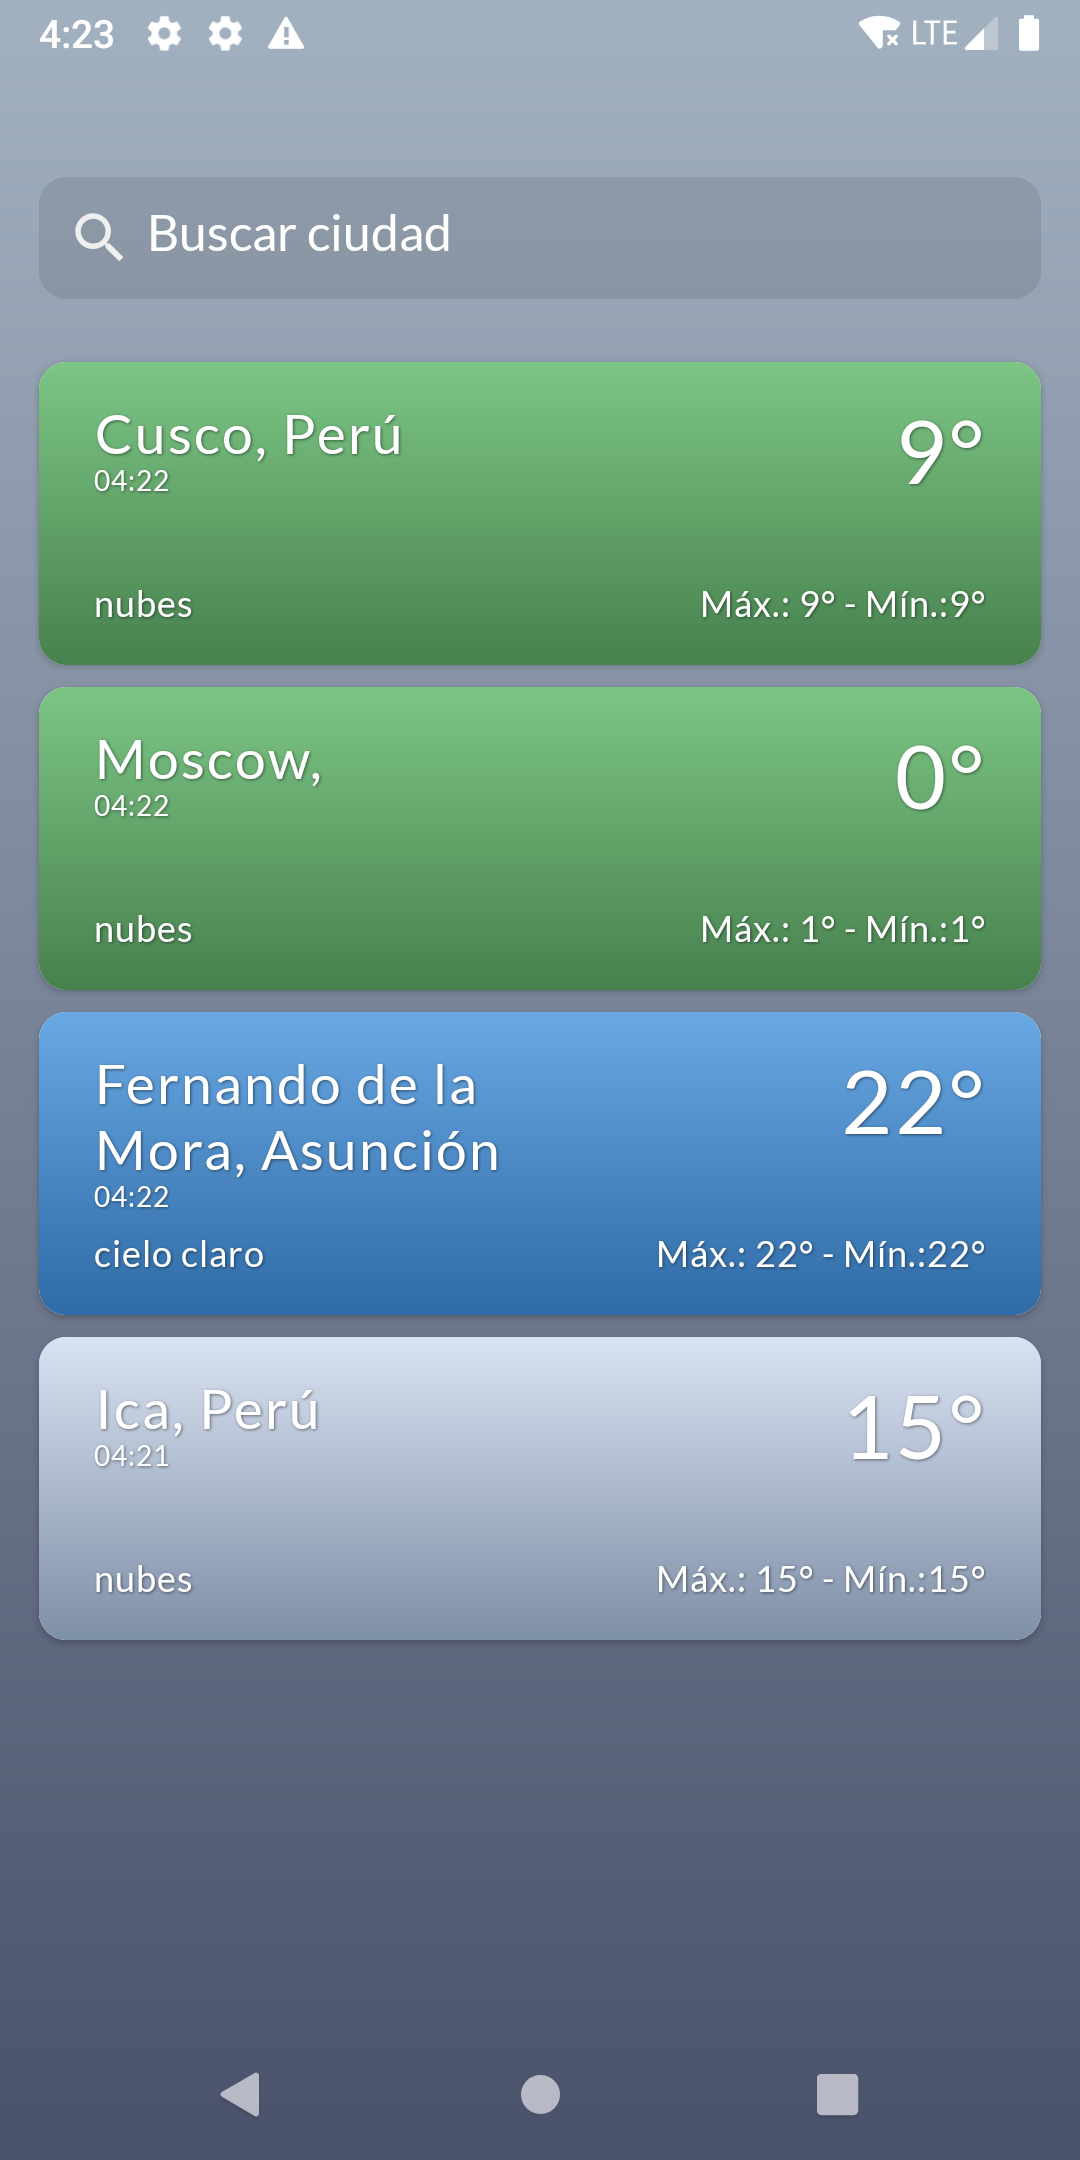 4:23 LTE
Buscar ciudad
Cusco, Perú 9°
04:22
nubes Máx.: 9° - Mín.:9°
Moscow, 0°
04:22
nubes Máx.: 1° - Mín.:1°
Fernando de la 22°
Mora, Asunción
04:22
cielo claro Máx.: 22° - Mín.:22°
Ica, Perú 15°
04:21
nubes Máx.: 15° - Mín.:15°